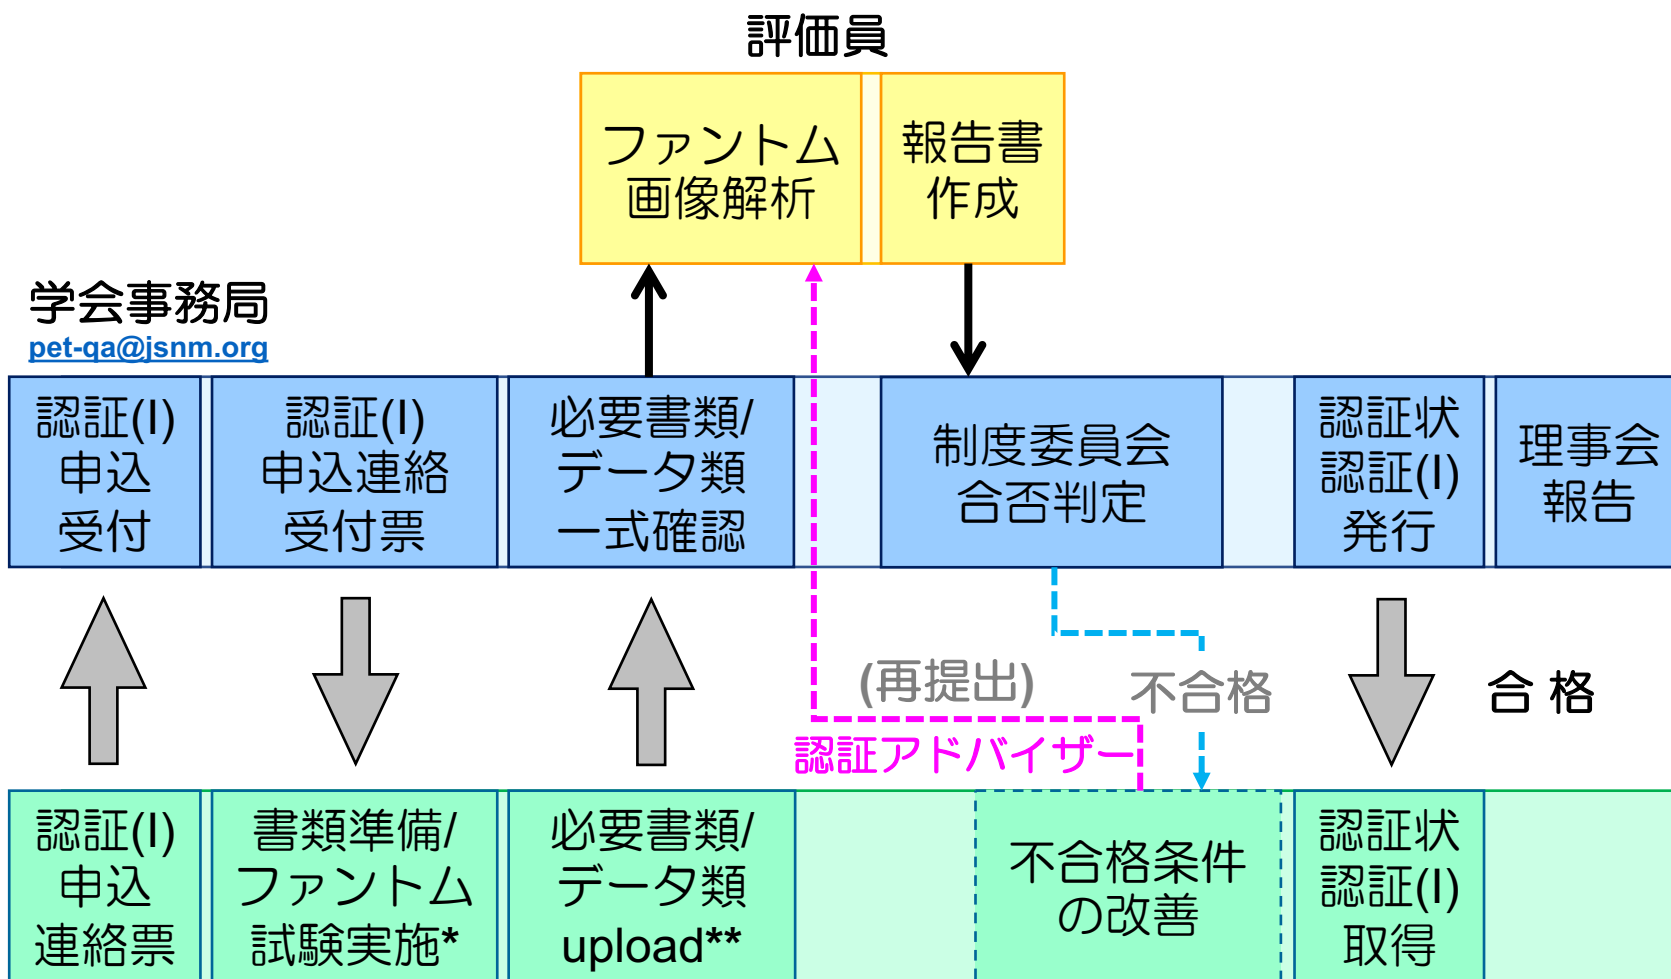 評価員
ファントム
画像解析
報告書
作成
学会事務局
pet-qa@jsnm.org
認証(I)
申込
受付
認証(I)
申込連絡
受付票
必要書類/
データ類
一式確認
制度委員会
合否判定
認証状
認証(I)
発行
理事会
報告
(再提出)
不合格
合 格
認証アドバイザー
認証(I)
申込
連絡票
書類準備/
ファントム
試験実施*
必要書類/
データ類
upload**
不合格条件
の改善
認証状
認証(I)
取得